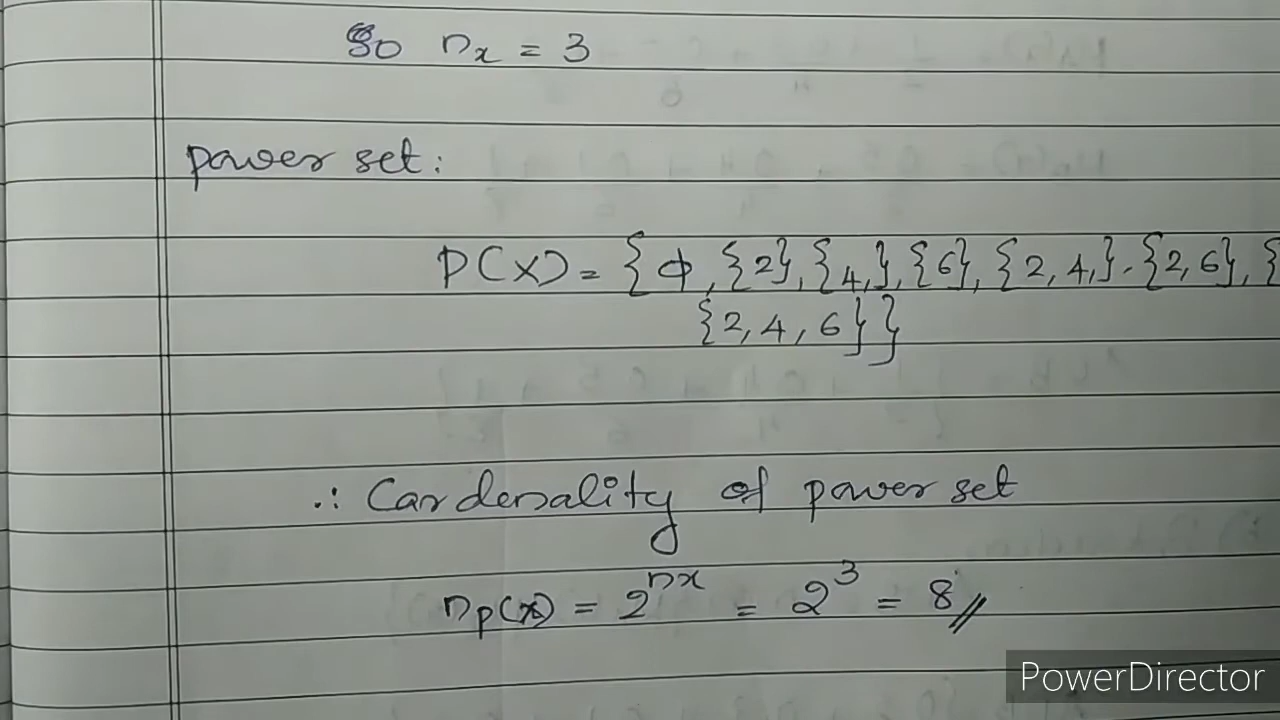 So nx = 3
power set:
P(X) = {ϕ, {2}, {4,}, {6}, {2, 4,}. {2, 6}, {
{2, 4, 6}}
∴ Cardenality of power set
nP(x) = 2^nx = 2^3 = 8//
PowerDirector